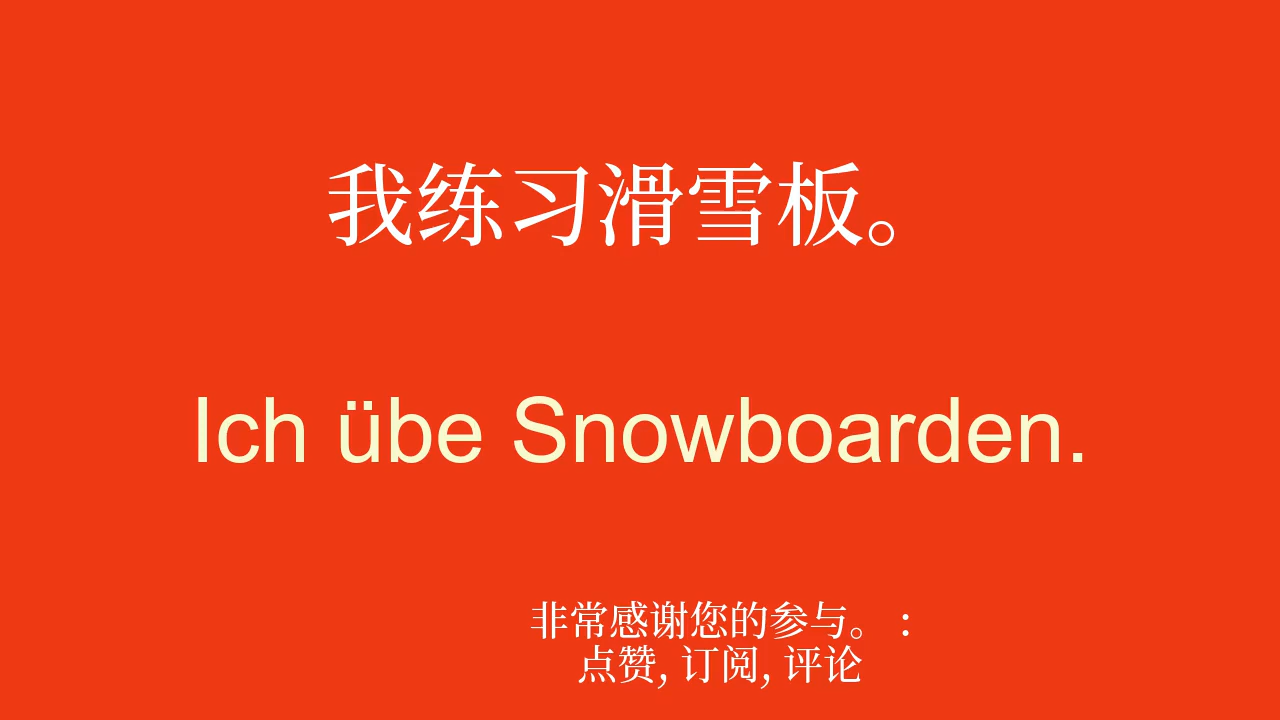 我练习滑雪板。
Ich übe Snowboarden.
非常感谢您的参与。 :
点赞, 订阅, 评论